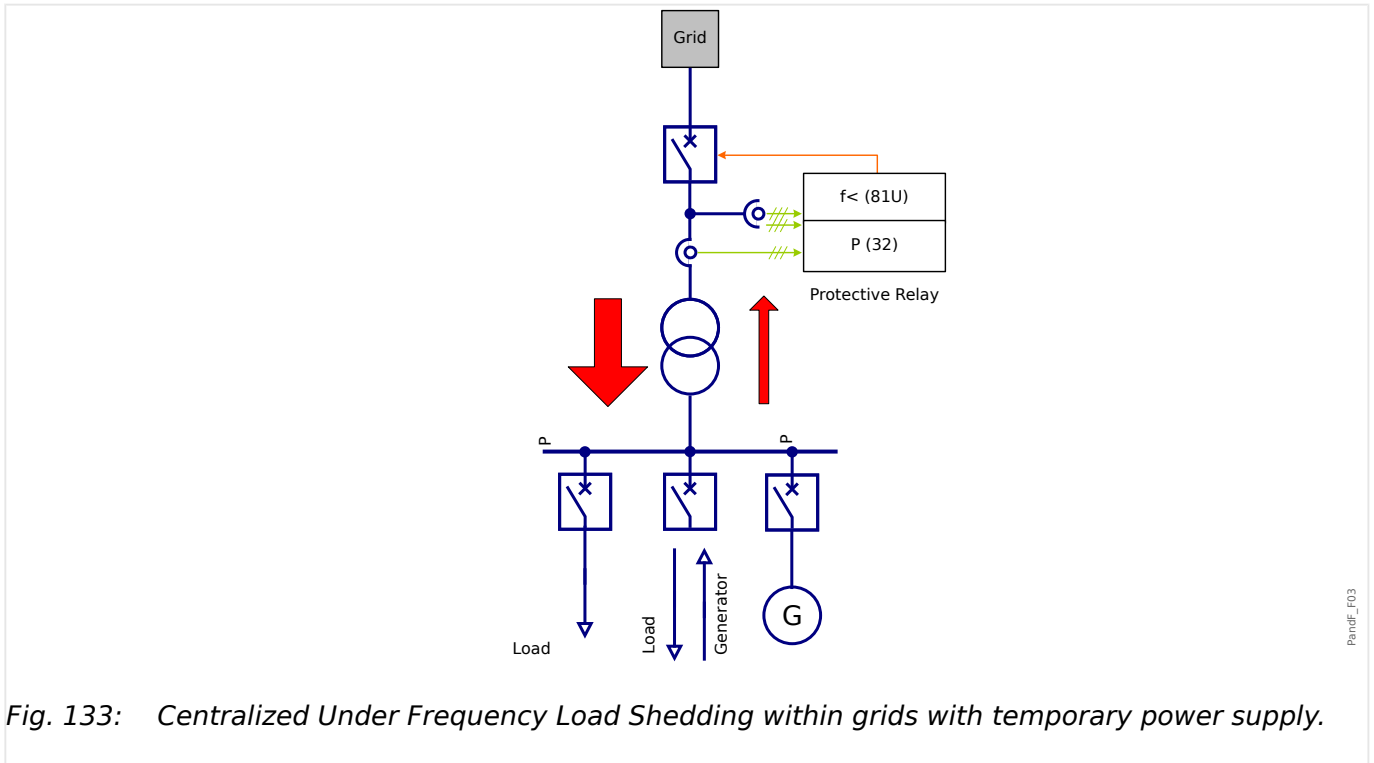 Grid
f< (81U)
P (32)
Protective Relay
P
P
Load
Load
Generator
G
PandF_F03
Fig. 133: Centralized Under Frequency Load Shedding within grids with temporary power supply.